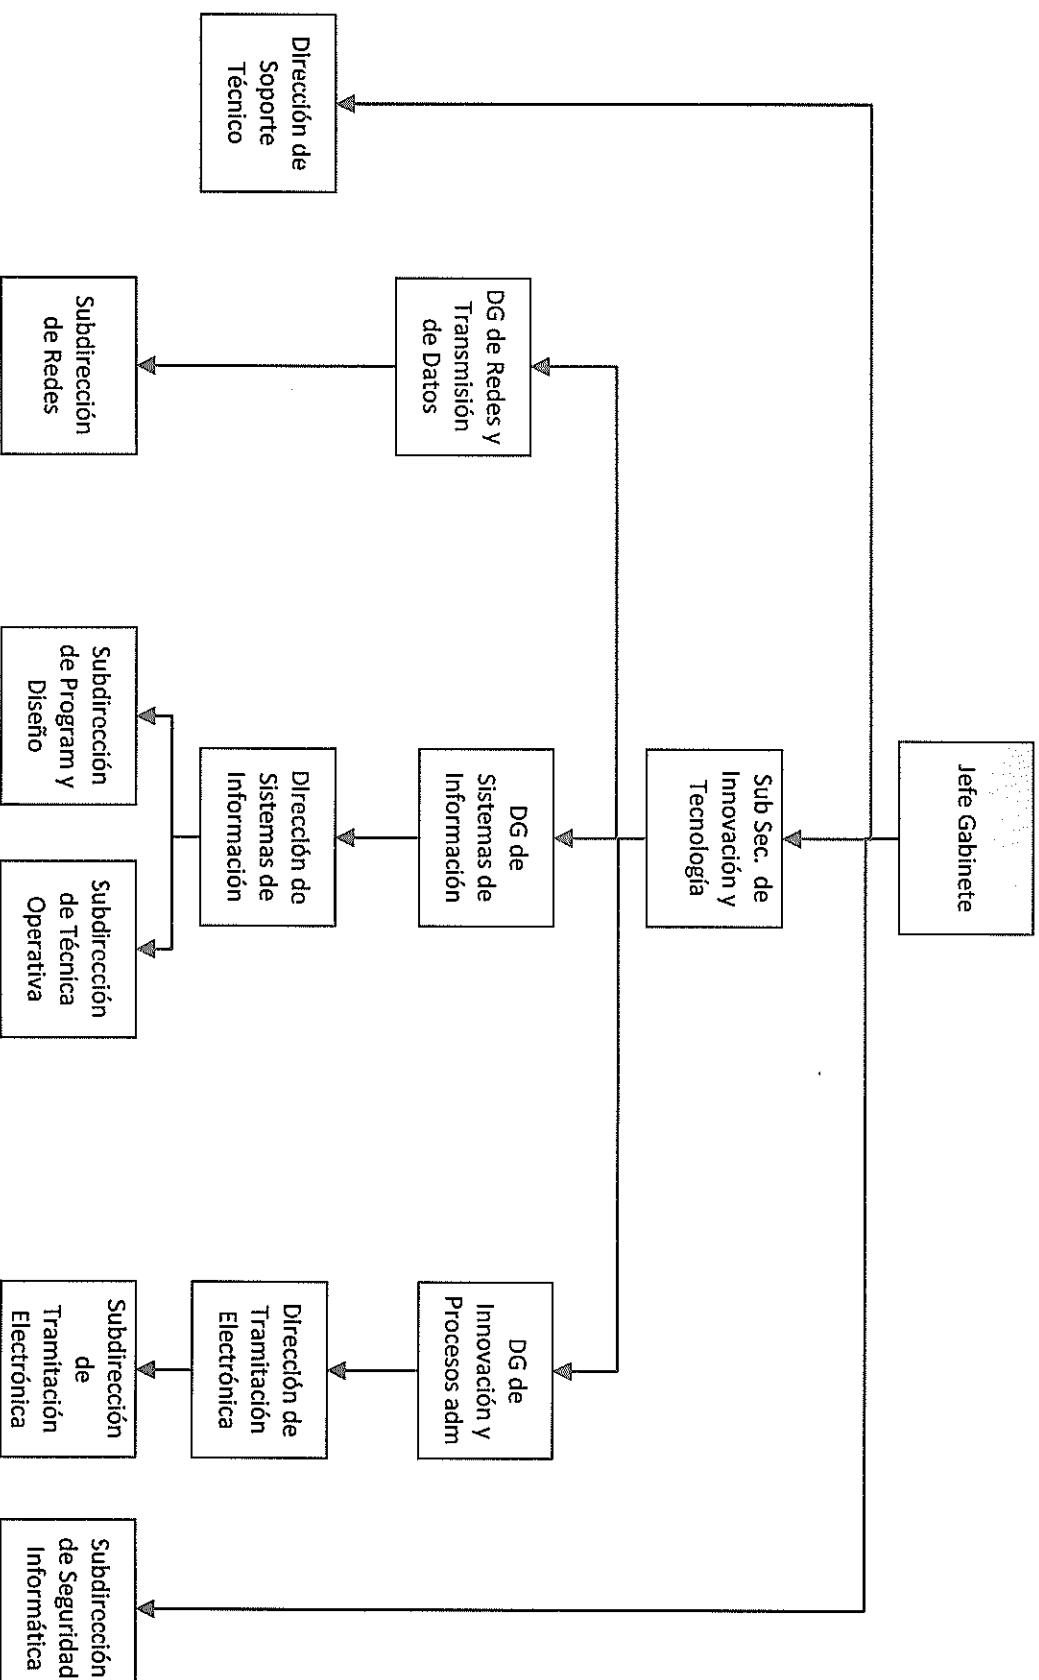 Jefe Gabinete
Sub Sec. de
Innovación y
Tecnología
DG de Redes y
Transmisión
de Datos
DG de
Sistemas de
Información
DG de
Innovación y
Procesos adm
Dirección de
Soporte
Técnico
Dirección de
Sistemas de
Información
Dirección de
Tramitación
Electrónica
Subdirección
de Redes
Subdirección
de Program y
Diseño
Subdirección
de Técnica
Operativa
Subdirección
de
Tramitación
Electrónica
Subdirección
de Seguridad
Informática